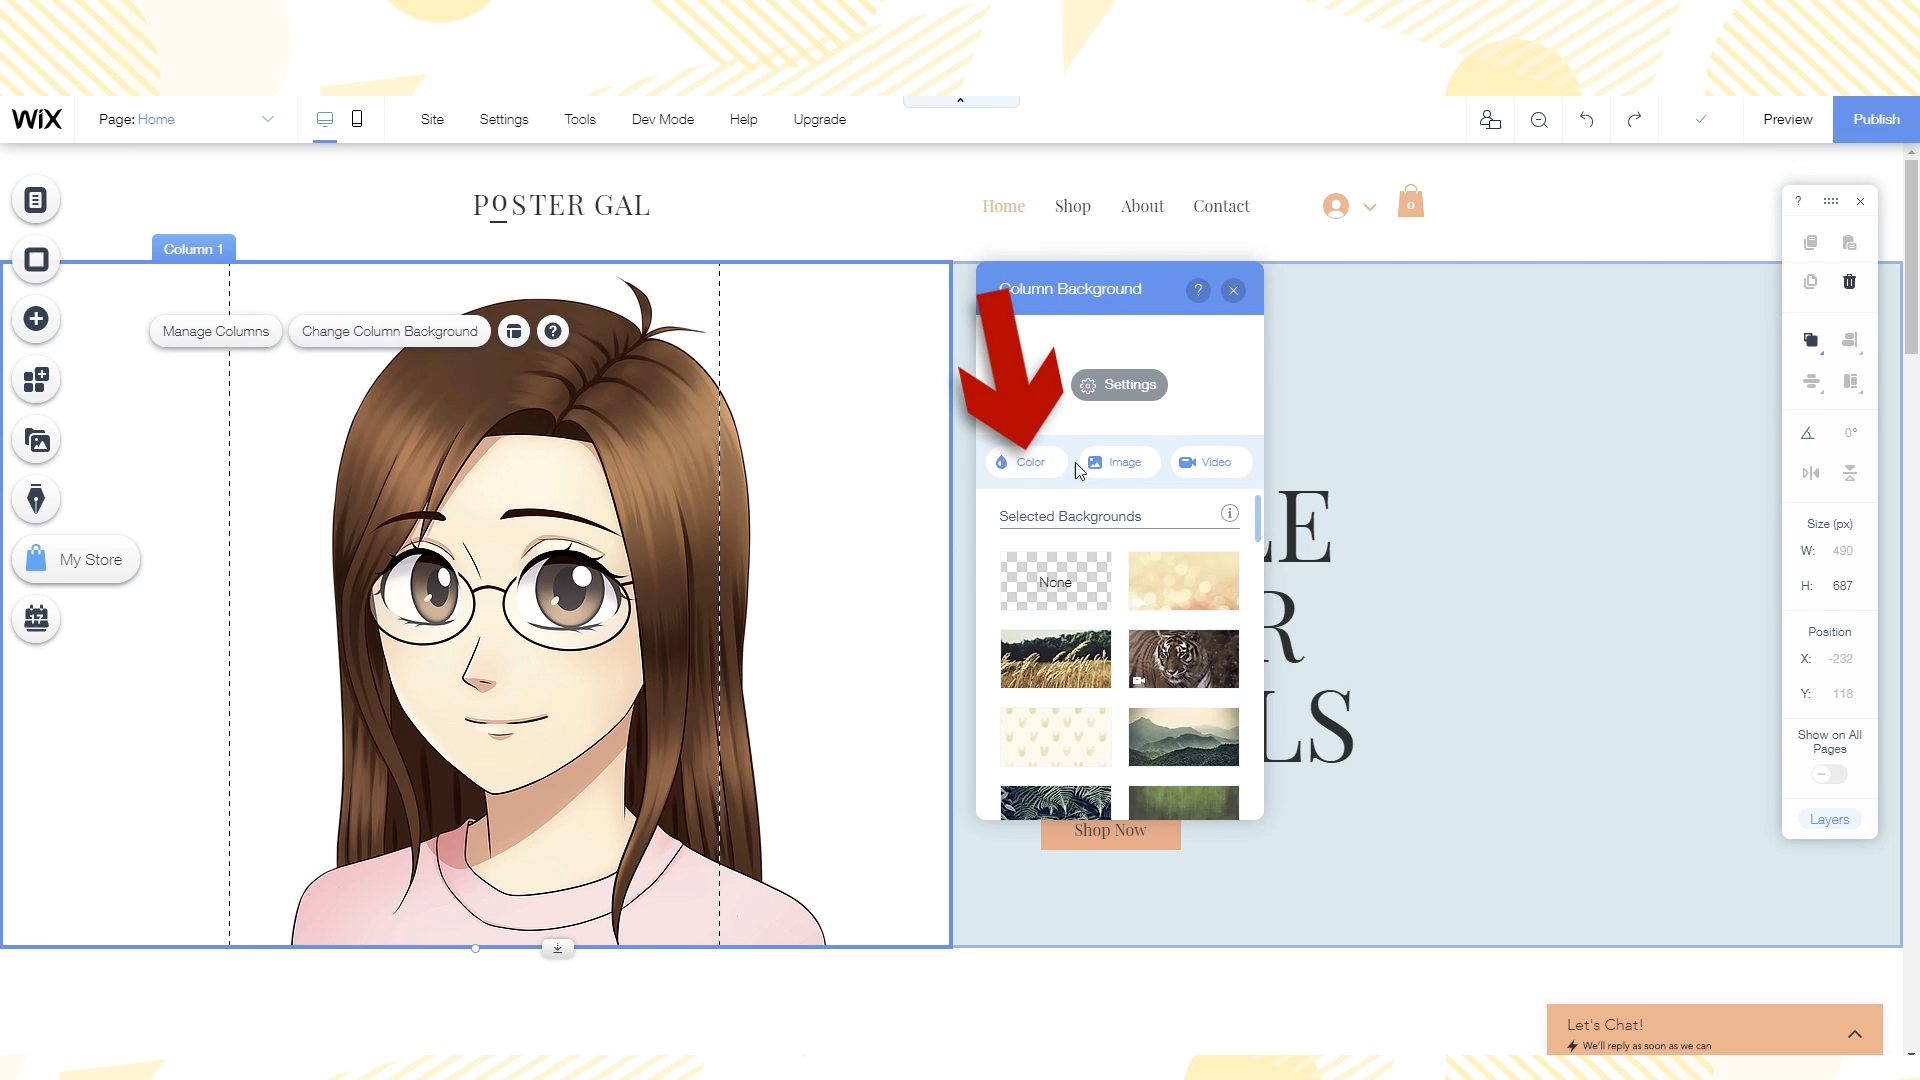 WiX
Page: Home
Site
Settings
Tools
Dev Mode
Help
Upgrade
Preview
Publish
POSTER GAL
Home
Shop
About
Contact
0
Column 1
Manage Columns
Change Column Background
?
Column Background
?
Settings
Color
Image
Video
Selected Backgrounds
i
None
E
R
LS
Shop Now
17
My Store
?
0°
Size (px)
W: 490
H: 687
Position
X: -232
Y: 118
Show on All
Pages
Layers
Let's Chat!
We'll reply as soon as we can